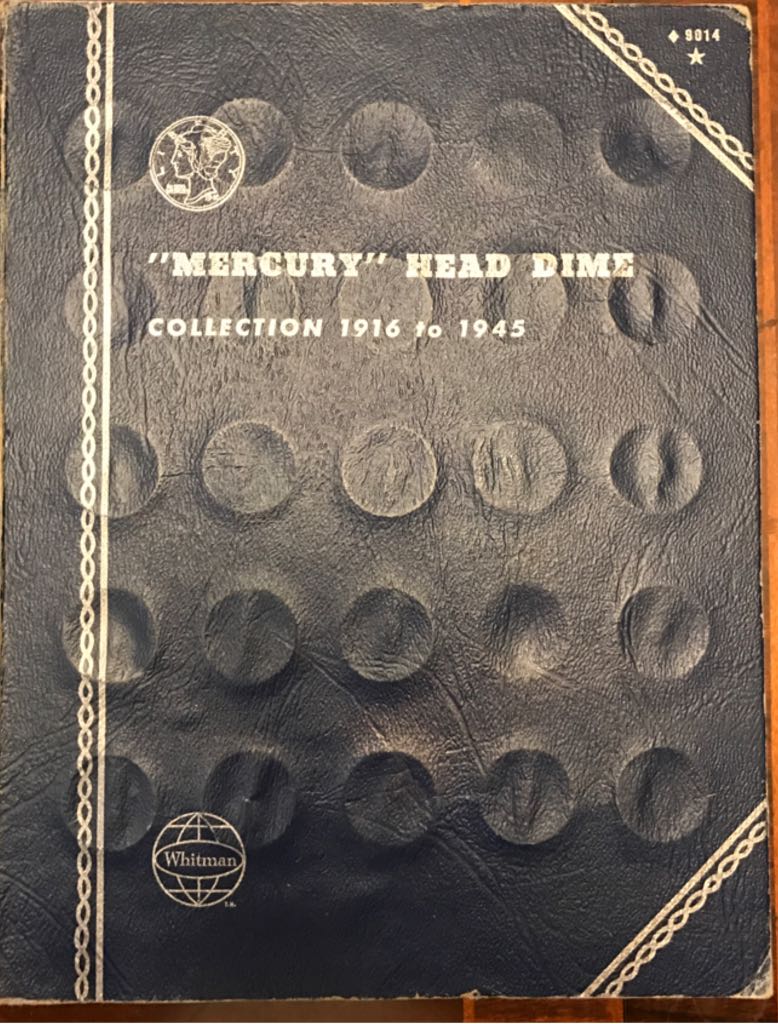 ♦ 9014
★
"MERCURY" HEAD DIME
COLLECTION 1916 to 1945
Whitman